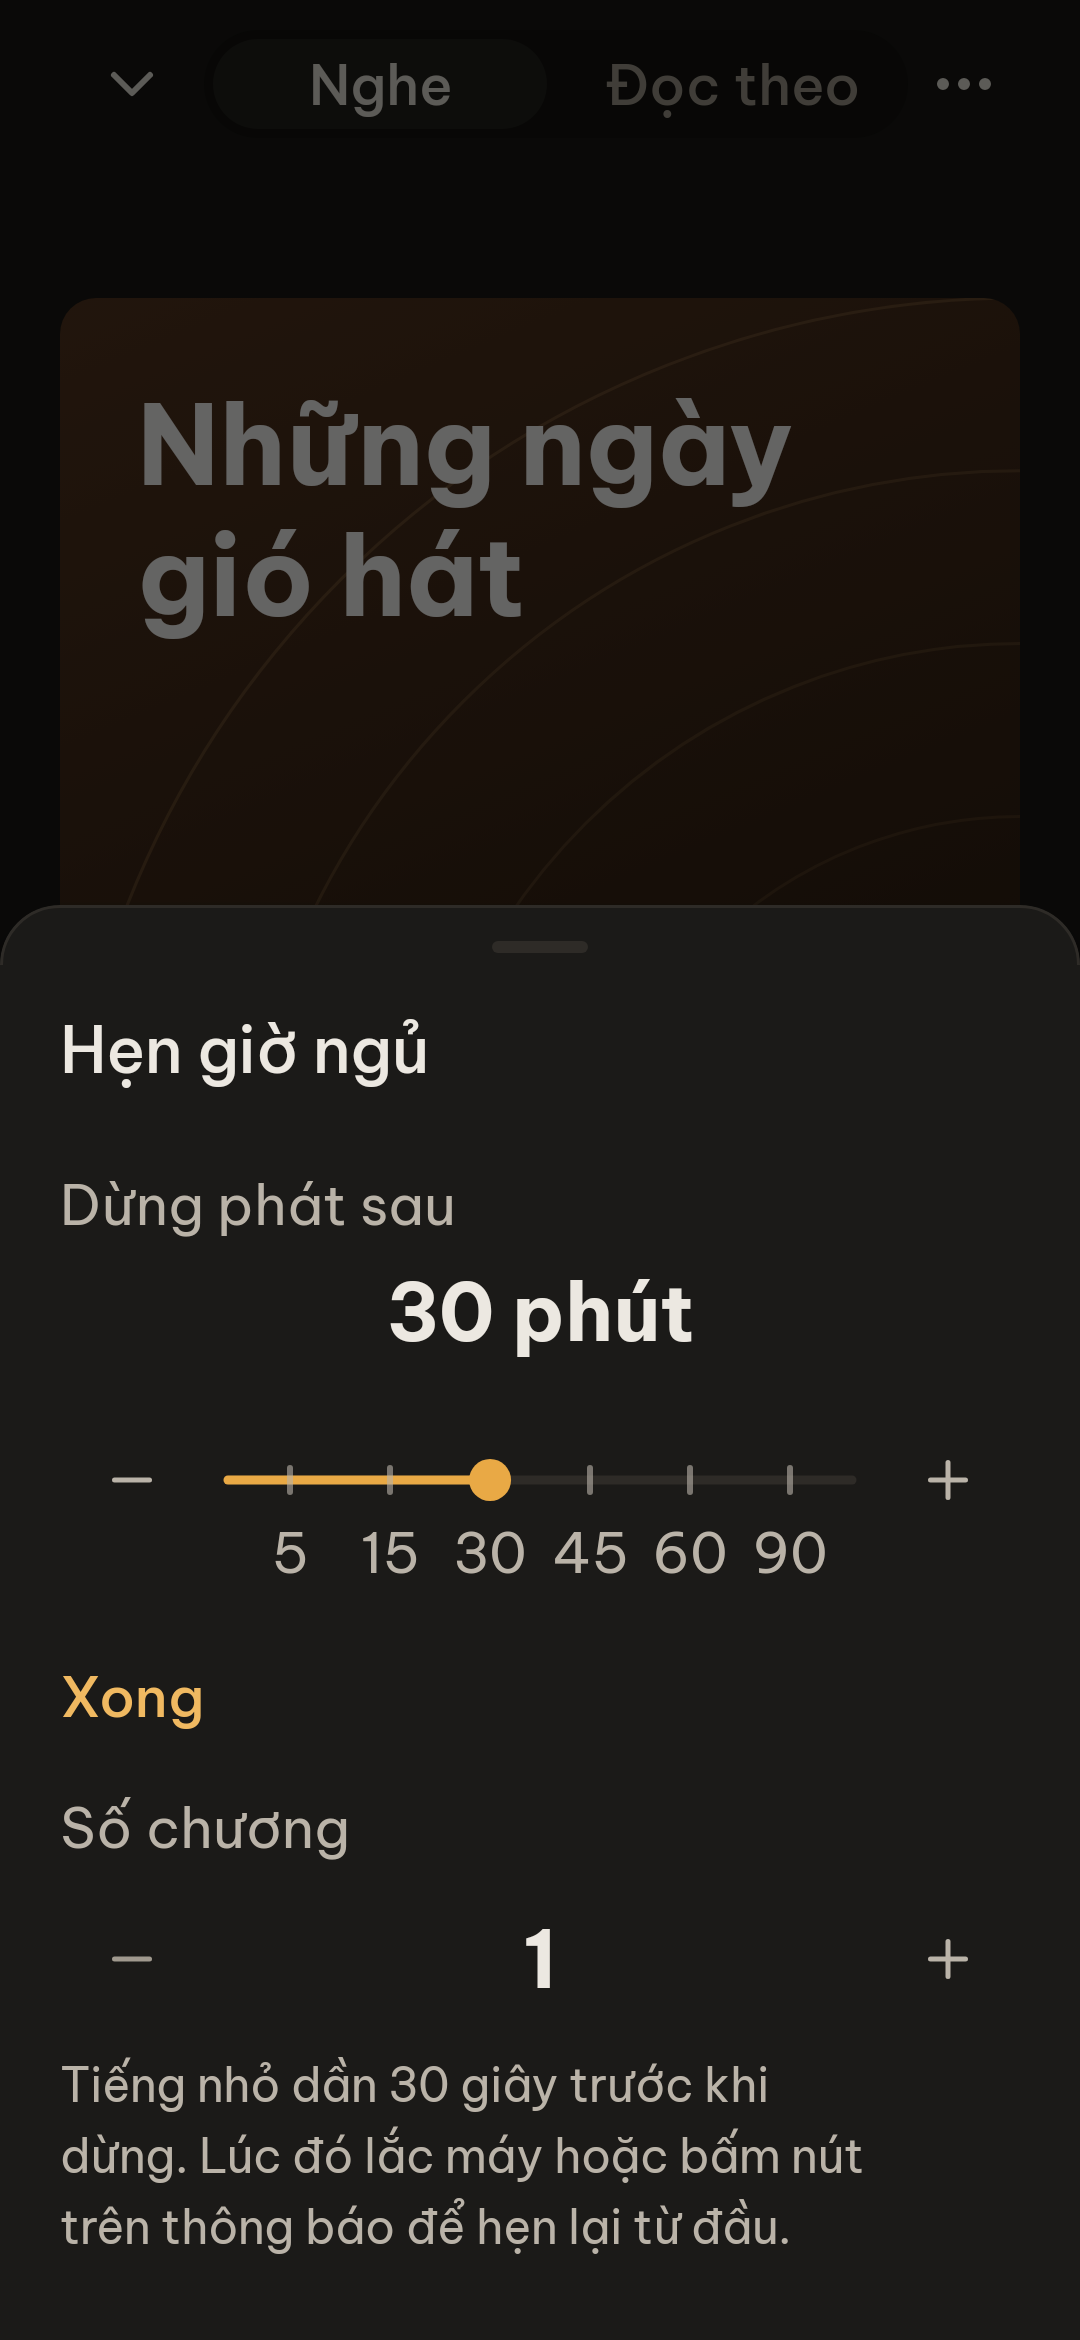 Nghe Đọc theo
Những ngày
gió hát
Hẹn giờ ngủ
Dừng phát sau
30 phút
5 15 30 45 60 90
Xong
Số chương
1
Tiếng nhỏ dần 30 giây trước khi
dừng. Lúc đó lắc máy hoặc bấm nút
trên thông báo để hẹn lại từ đầu.